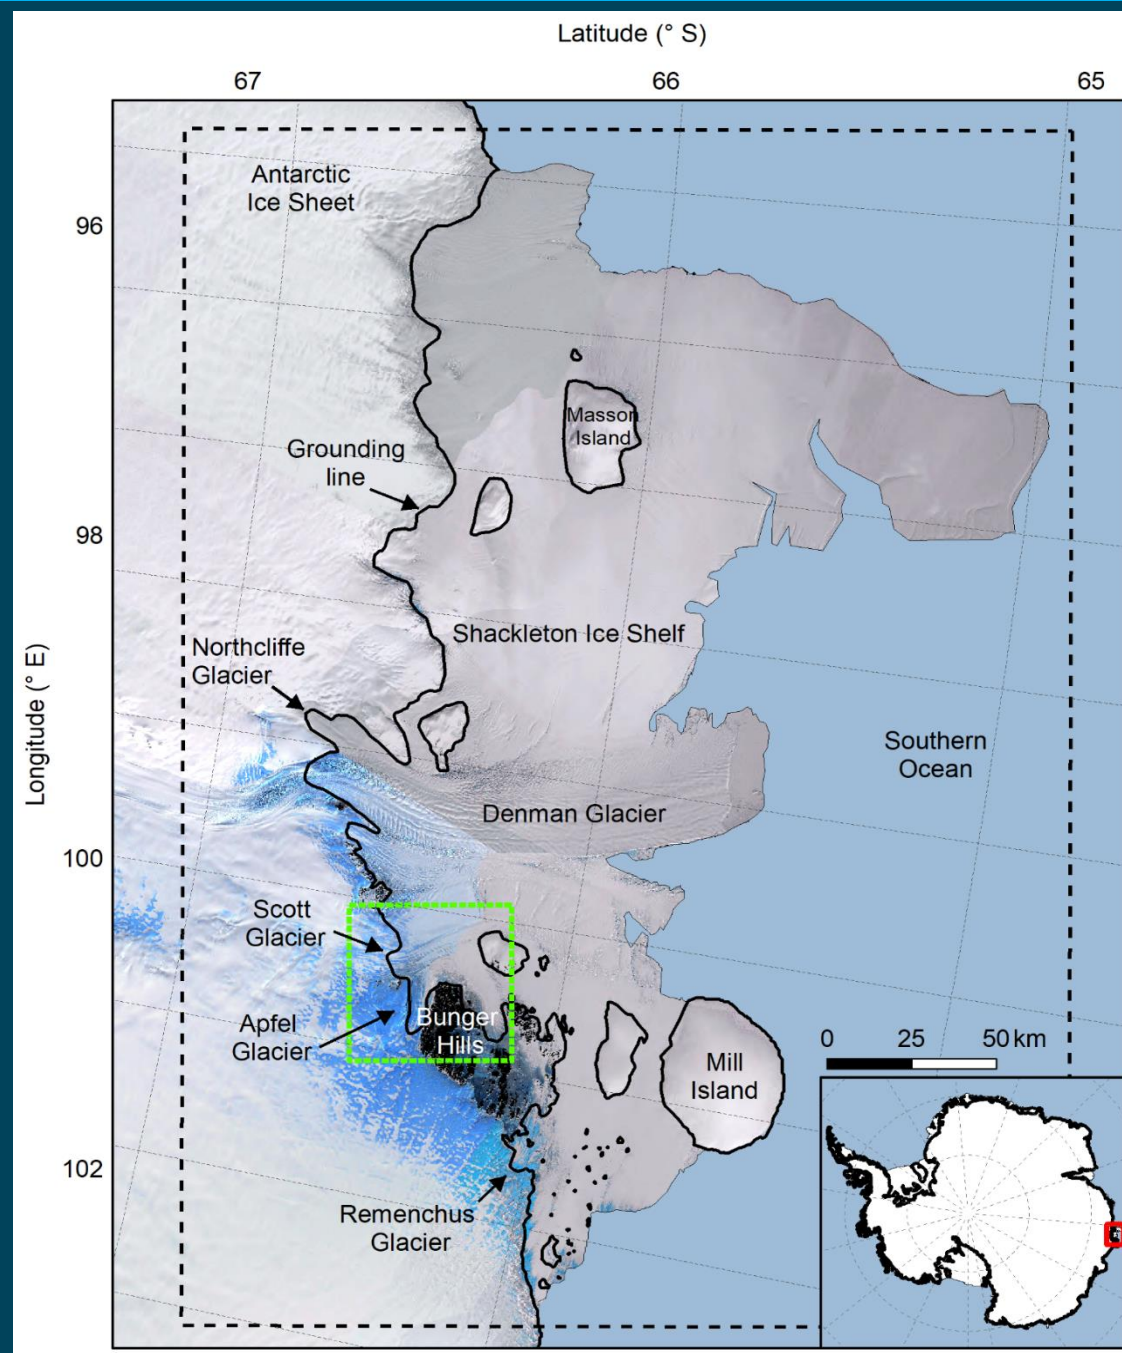 Latitude (° S)
67
66
65
Antarctic
Ice Sheet
96
Masson
Island
Grounding
line
98
Shackleton Ice Shelf
Northcliffe
Glacier
Longitude (° E)
Southern
Ocean
Denman Glacier
100
Scott
Glacier
Apfel
Glacier
Bunger
Hills
0 25 50 km
Mill
Island
102
Remenchus
Glacier